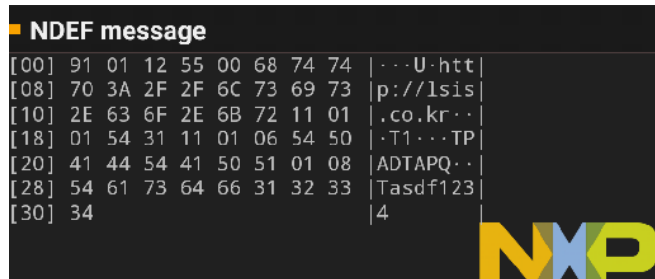 NDEF message
[00] 91 01 12 55 00 68 74 74 |···U·htt|
[08] 70 3A 2F 2F 6C 73 69 73 |p://lsis|
[10] 2E 63 6F 2E 6B 72 11 01 |.co.kr··|
[18] 01 54 31 11 01 06 54 50 |·T1···TP|
[20] 41 44 54 41 50 51 01 08 |ADTAPQ··|
[28] 54 61 73 64 66 31 32 33 |Tasdf123|
[30] 34 |4 |
NXP